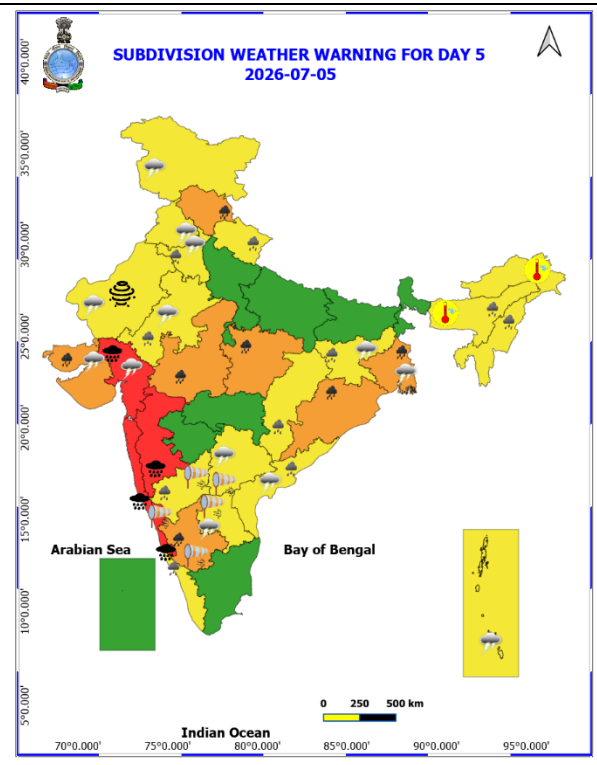 SUBDIVISION WEATHER WARNING FOR DAY 5
2026-07-05
40°0.000'
35°0.000'
30°0.000'
25°0.000'
20°0.000'
15°0.000'
10°0.000'
5°0.000'
Arabian Sea
Bay of Bengal
0 250 500 km
Indian Ocean
70°0.000' 75°0.000' 80°0.000' 85°0.000' 90°0.000' 95°0.000'